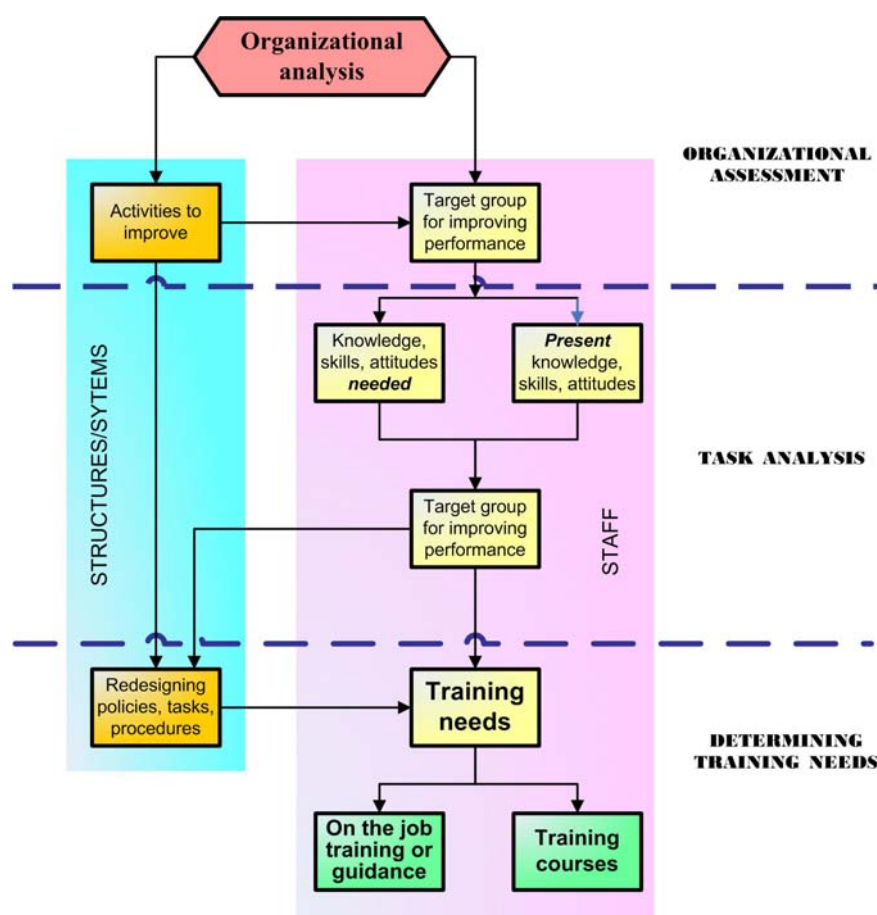 Organizational
analysis
ORGANIZATIONAL
ASSESSMENT
Activities to
improve
Target group
for improving
performance
Knowledge,
skills, attitudes
needed
Present
knowledge,
skills, attitudes
STRUCTURES/SYTEMS
TASK ANALYSIS
Target group
for improving
performance
STAFF
Redesigning
policies, tasks,
procedures
Training
needs
DETERMINING
TRAINING NEEDS
On the job
training or
guidance
Training
courses